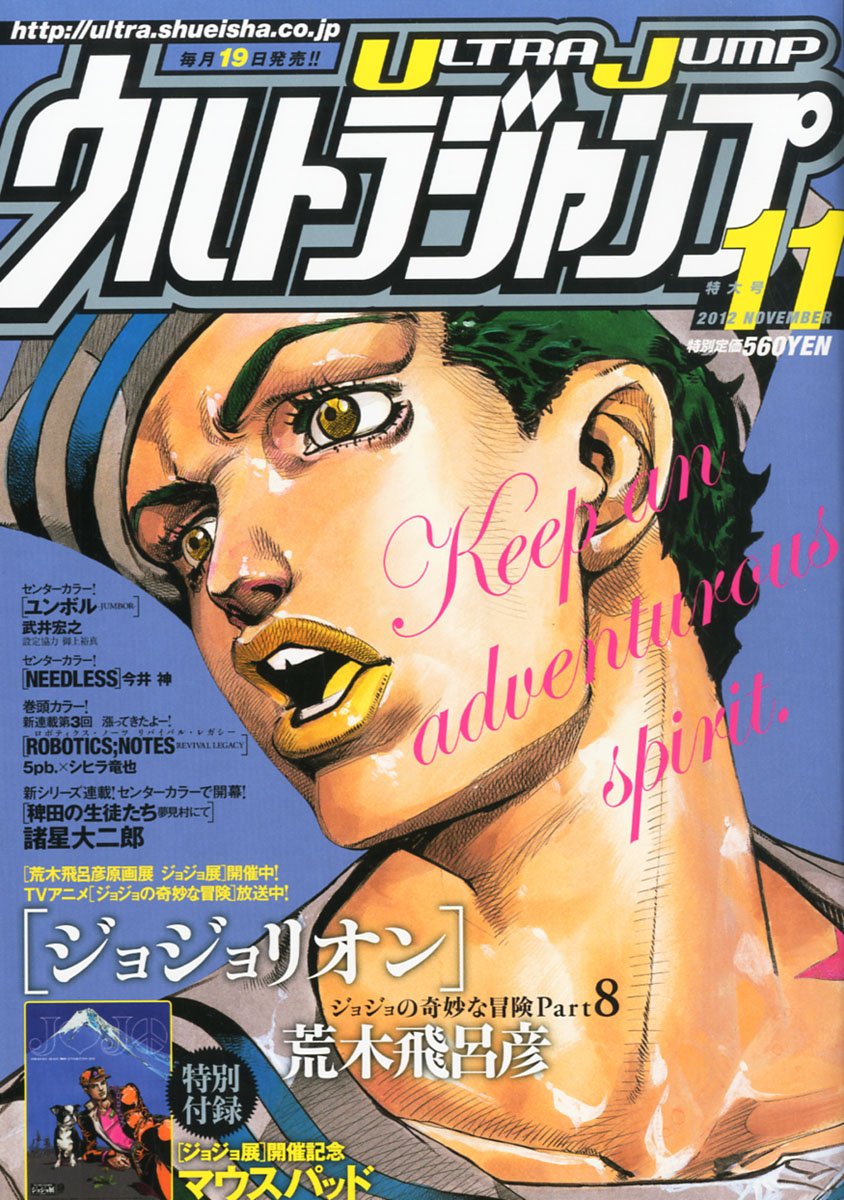 http://ultra.shueisha.co.jp
毎月19日発売!!
ULTRA JUMP
ウルトラジャンプ
11
特大号
2012 NOVEMBER
特別定価560YEN
Keep an
adventurous
spirit.
センターカラー!
[ユンボル-JUMBOR-]
武井宏之
設定協力 御上裕真
センターカラー!
[NEEDLESS]今井 神
巻頭カラー!
新連載第3回 漲ってきたよー!
ロボティクス・ノーツ リバイバル・レガシー
[ROBOTICS;NOTES REVIVAL LEGACY]
5pb.×シヒラ竜也
新シリーズ連載!センターカラーで開幕!
[稗田の生徒たち 夢見村にて]
諸星大二郎
[荒木飛呂彦原画展 ジョジョ展]開催中!
TVアニメ[ジョジョの奇妙な冒険]放送中!
[ジョジョリオン]
ジョジョの奇妙な冒険Part8
荒木飛呂彦
JOJO
ジョジョ展
特別
付録
[ジョジョ展]開催記念
マウスパッド